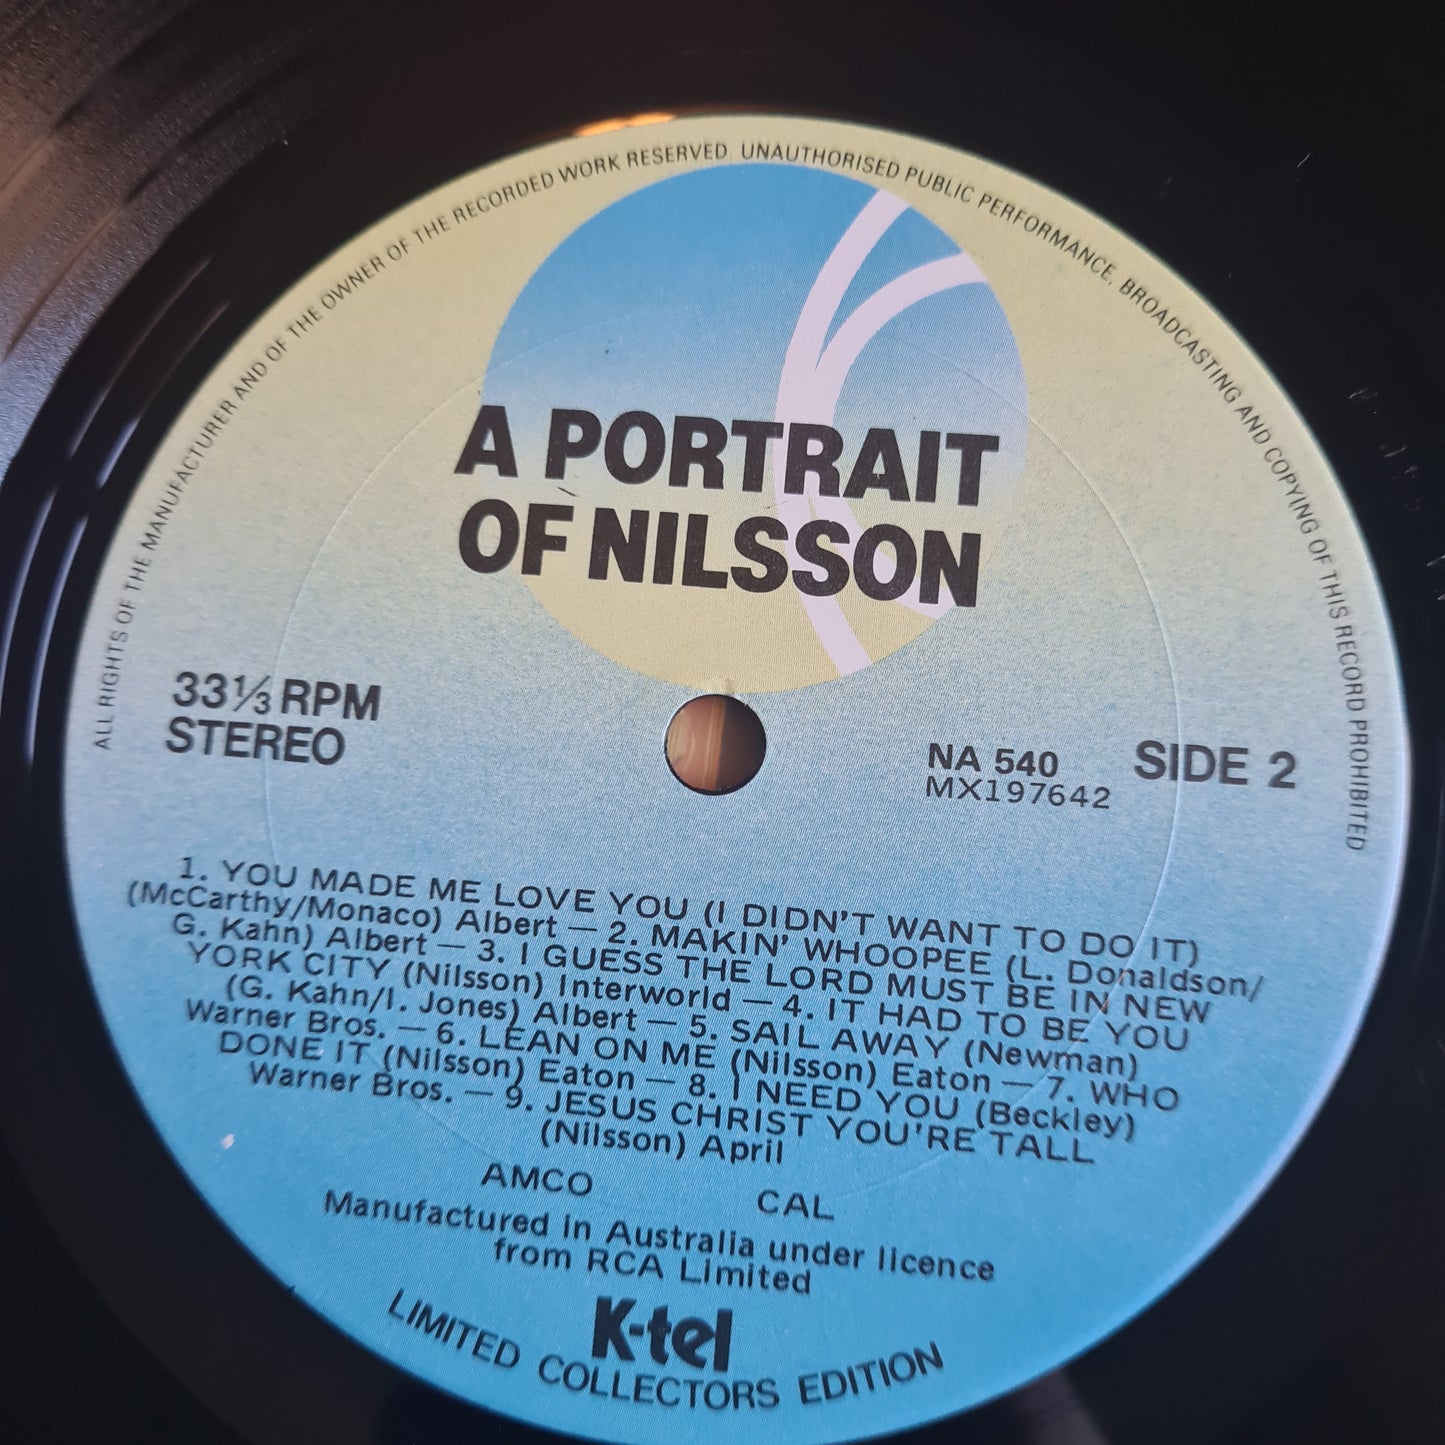 ALL RIGHTS OF THE MANUFACTURER AND OF THE OWNER OF THE RECORDED WORK RESERVED. UNAUTHORISED PUBLIC PERFORMANCE, BROADCASTING AND COPYING OF THIS RECORD PROHIBITED
A PORTRAIT
OF NILSSON
33⅓ RPM
STEREO
NA 540
MX197642
SIDE 2
1. YOU MADE ME LOVE YOU (I DIDN'T WANT TO DO IT)
(McCarthy/Monaco) Albert — 2. MAKIN' WHOOPEE (L. Donaldson/
G. Kahn) Albert — 3. I GUESS THE LORD MUST BE IN NEW
YORK CITY (Nilsson) Interworld — 4. IT HAD TO BE YOU
(G. Kahn/I. Jones) Albert — 5. SAIL AWAY (Newman)
Warner Bros. — 6. LEAN ON ME (Nilsson) Eaton — 7. WHO
DONE IT (Nilsson) Eaton — 8. I NEED YOU (Beckley)
Warner Bros. — 9. JESUS CHRIST YOU'RE TALL
(Nilsson) April
AMCO CAL
Manufactured in Australia under licence
from RCA Limited
K-tel
LIMITED COLLECTORS EDITION